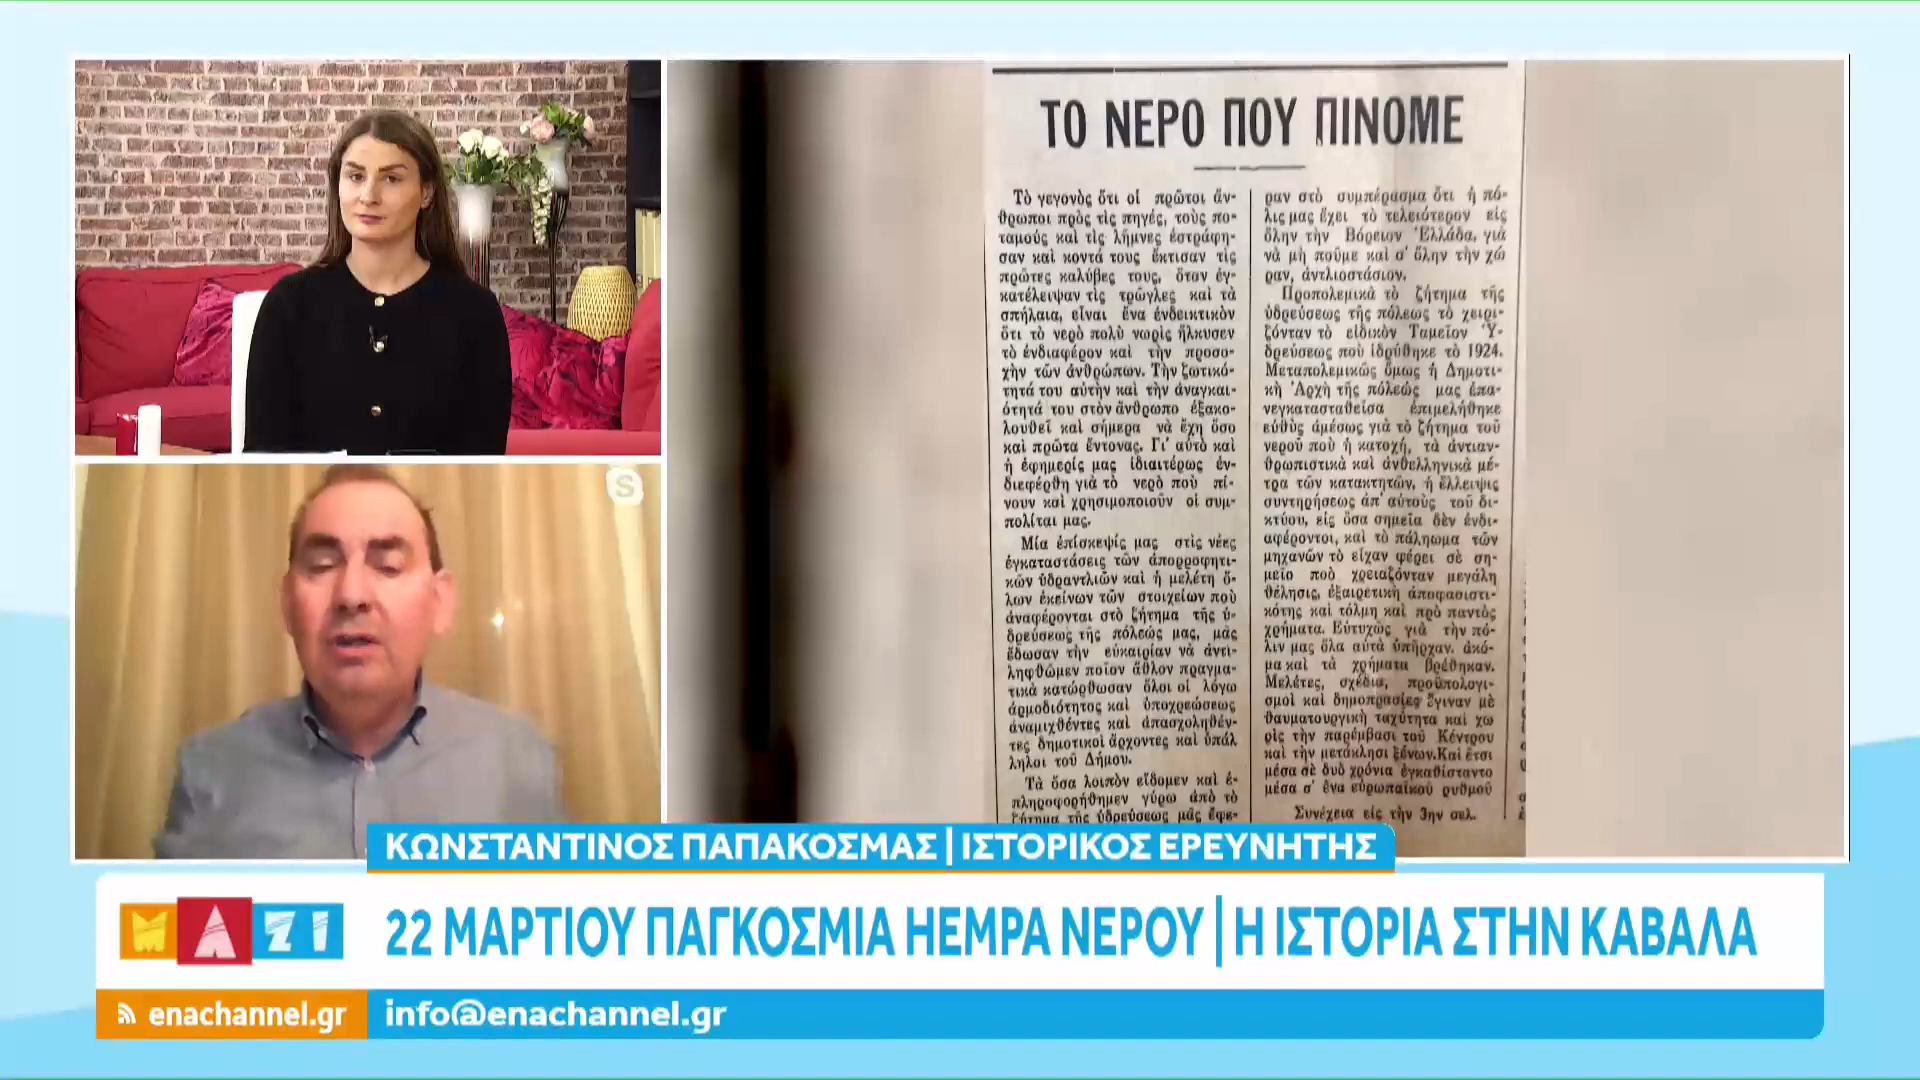 ΤΟ ΝΕΡΟ ΠΟΥ ΠΙΝΟΜΕ
Τὸ γεγονὸς ὅτι οἱ πρῶτοι ἄν-
θρωποι πρὸς τὶς πηγές, τοὺς πο-
ταμοὺς καὶ τὶς λῆμνες ἐστράφη-
σαν καὶ κοντά τους ἔκτισαν τὶς
πρῶτες καλύβες τους, ὅταν ἐγ-
κατέλειψαν τὶς τρῶγλες καὶ τὰ
σπήλαια, εἶναι ἕνα ἐνδεικτικὸν
ὅτι τὸ νερὸ πολὺ νωρὶς ἥλκυσεν
τὸ ἐνδιαφέρον καὶ τὴν προσο-
χὴν τῶν ἀνθρώπων. Τὴν ζωτικό-
τητά του αὐτὴν καὶ τὴν ἀναγκαι-
ότητά του στὸν ἄνθρωπο ἐξακο-
λουθεῖ καὶ σήμερα νὰ ἔχη ὅσο
καὶ πρῶτα ἔντονας. Γι' αὐτὸ καὶ
ἡ ἐφημερίς μας ἰδιαιτέρως ἐν-
διεφέρθη γιὰ τὸ νερὸ ποὺ πί-
νουν καὶ χρησιμοποιοῦν οἱ συμ-
πολίται μας.
Μία ἐπίσκεψίς μας στὶς νέες
ἐγκαταστάσεις τῶν ἀπορροφητι-
κῶν ὑδραντλιῶν καὶ ἡ μελέτη ὅ-
λων ἐκείνων τῶν στοιχείων ποὺ
ἀναφέρονται στὸ ζήτημα τῆς ὑ-
δρεύσεως τῆς πόλεώς μας, μᾶς
ἔδωσαν τὴν εὐκαιρίαν νὰ ἀντι-
ληφθῶμεν ποῖον ἆθλον πραγμα-
τικὰ κατώρθωσαν ὅλοι οἱ λόγω
ἁρμοδιότητος καὶ ὑποχρεώσεως
ἀναμιχθέντες καὶ ἀπασχοληθέν-
τες δημοτικοὶ ἄρχοντες καὶ ὑπάλ
ληλοι τοῦ Δήμου.
Τὰ ὅσα λοιπὸν εἴδομεν καὶ ἐ-
πληροφορήθημεν γύρω ἀπὸ τὸ
ζήτημα τῆς ὑδρεύσεως μᾶς ἔφε-
ραν στὸ συμπέρασμα ὅτι ἡ πό-
λις μας ἔχει τὸ τελειότερον εἰς
ὅλην τὴν Βόρειον Ἑλλάδα, γιὰ
νὰ μὴ ποῦμε καὶ σ' ὅλην τὴν χώ
ραν, ἀντλιοστάσιον.
Προπολεμικὰ τὸ ζήτημα τῆς
ὑδρεύσεως τῆς πόλεως τὸ χειρι-
ζόνταν τὸ εἰδικὸν Ταμεῖον Ὑ-
δρεύσεως ποὺ ἱδρύθηκε τὸ 1924.
Μεταπολεμικῶς ὅμως ἡ Δημοτι-
κὴ Ἀρχὴ τῆς πόλεώς μας ἐπα-
νεγκατασταθεῖσα ἐπιμελήθηκε
εὐθὺς ἀμέσως γιὰ τὸ ζήτημα τοῦ
νεροῦ ποὺ ἡ κατοχή, τὰ ἀντιαν-
θρωπιστικὰ καὶ ἀνθελληνικὰ μέ-
τρα τῶν κατακτητῶν, ἡ ἔλλειψις
συντηρήσεως ἀπ' αὐτοὺς τοῦ δι-
κτύου, εἰς ὅσα σημεῖα δὲν ἐνδι-
αφέροντοι, καὶ τὸ πάλιωμα τῶν
μηχανῶν τὸ εἶχαν φέρει σὲ ση-
μεῖο ποὺ χρειαζόνταν μεγάλη
θέλησις, ἐξαιρετικὴ ἀποφασιστι-
κότης καὶ τόλμη καὶ πρὸ παντὸς
χρήματα. Εὐτυχῶς γιὰ τὴν πό-
λιν μας ὅλα αὐτὰ ὑπῆρχαν, ἀκό-
μα καὶ τὰ χρήματα βρέθηκαν.
Μελέτες, σχέδια, προϋπολογι-
σμοὶ καὶ δημοπρασίες ἔγιναν μὲ
θαυματουργικὴ ταχύτητα καὶ χω
ρὶς τὴν παρέμβασι τοῦ Κέντρου
καὶ τὴν μετάκλησι ξένων. Καὶ ἔτσι
μέσα σὲ δυὸ χρόνια ἐγκαθίσταντο
μέσα σ' ἕνα εὐρωπαϊκοῦ ρυθμοῦ
Συνέχεια εἰς τὴν 3ην σελ.
ΚΩΝΣΤΑΝΤΙΝΟΣ ΠΑΠΑΚΟΣΜΑΣ | ΙΣΤΟΡΙΚΟΣ ΕΡΕΥΝΗΤΗΣ
ΜΑΖΙ
22 ΜΑΡΤΙΟΥ ΠΑΓΚΟΣΜΙΑ ΗΕΜΡΑ ΝΕΡΟΥ | Η ΙΣΤΟΡΙΑ ΣΤΗΝ ΚΑΒΑΛΑ
enachannel.gr
info@enachannel.gr